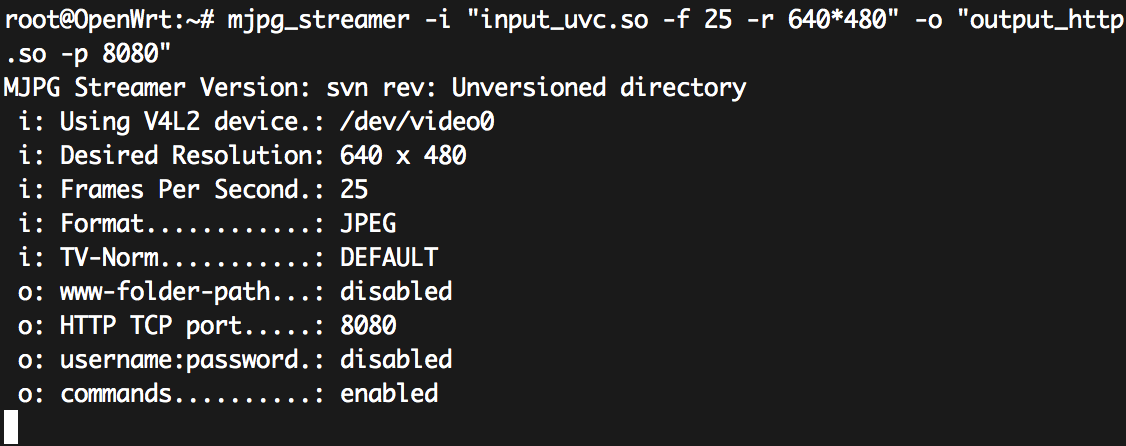 root@OpenWrt:~# mjpg_streamer -i "input_uvc.so -f 25 -r 640*480" -o "output_http
.so -p 8080"
MJPG Streamer Version: svn rev: Unversioned directory
 i: Using V4L2 device.: /dev/video0
 i: Desired Resolution: 640 x 480
 i: Frames Per Second.: 25
 i: Format............: JPEG
 i: TV-Norm...........: DEFAULT
 o: www-folder-path...: disabled
 o: HTTP TCP port.....: 8080
 o: username:password.: disabled
 o: commands..........: enabled